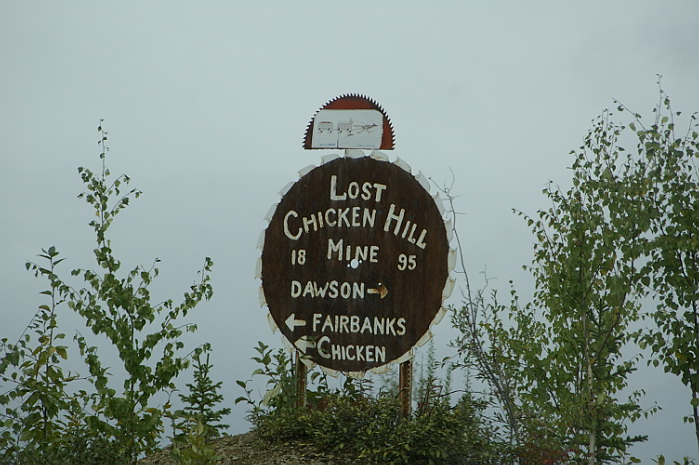 LOST
CHICKEN HILL
18 MINE 95
DAWSON →
← FAIRBANKS
← CHICKEN